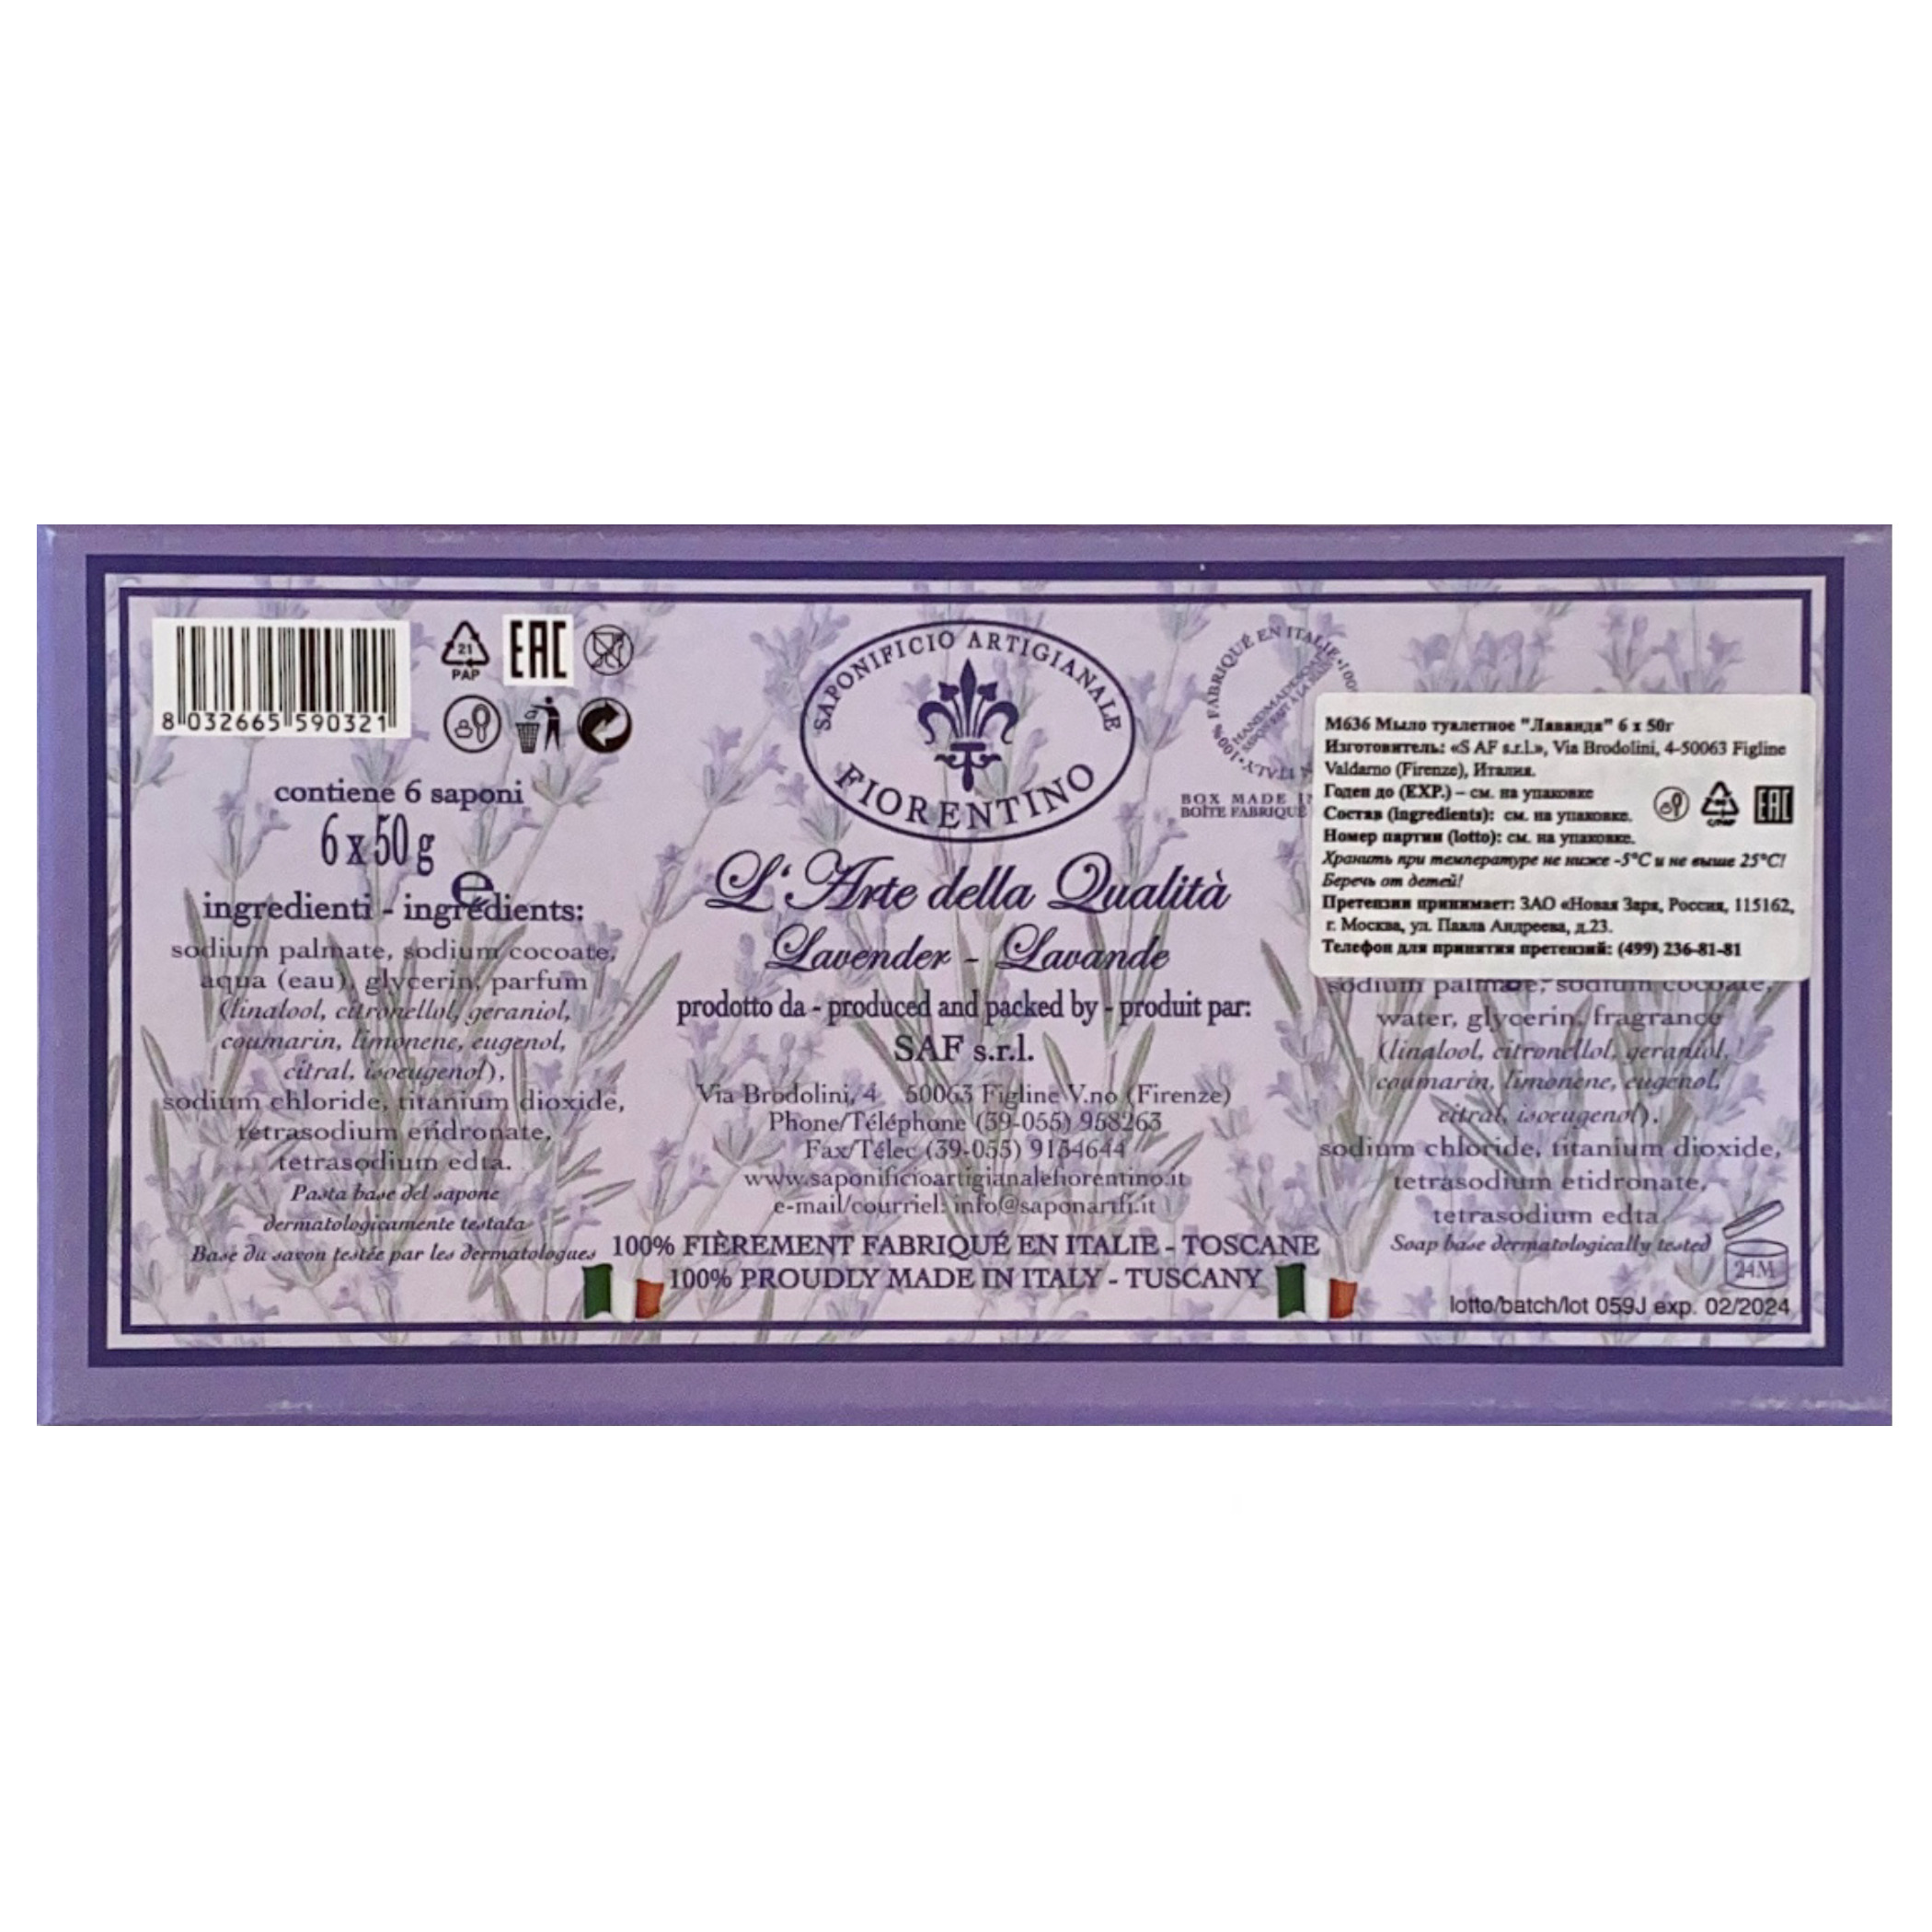 8 032665 590321
21
PAP
EAC
contiene 6 saponi
6 x 50 g
e
ingredienti - ingredients:
sodium palmate, sodium cocoate,
aqua (eau), glycerin, parfum
(linalool, citronellol, geraniol,
coumarin, limonene, eugenol,
citral, isoeugenol),
sodium chloride, titanium dioxide,
tetrasodium etidronate,
tetrasodium edta.
Pasta base del sapone
dermatologicamente testata
Base du savon testée par les dermatologues
SAPONIFICIO ARTIGIANALE
FIORENTINO
L'Arte della Qualità
Lavender - Lavande
prodotto da - produced and packed by - produit par:
SAF s.r.l.
Via Brodolini, 4 50063 Figline V.no (Firenze)
Phone/Téléphone (39-055) 958263
Fax/Télec (39-055) 9154644
www.saponificioartigianalefiorentino.it
e-mail/courriel: info@saponartfi.it
100% FIÈREMENT FABRIQUÉ EN ITALIE - TOSCANE
100% PROUDLY MADE IN ITALY - TUSCANY
FABRIQUÉ EN ITALIE
BOX MADE IN
BOÎTE FABRIQUÉ
M636 Мыло туалетное "Лаванда" 6 x 50г
Изготовитель: «S AF s.r.l.», Via Brodolini, 4-50063 Figline
Valdarno (Firenze), Италия.
Годен до (EXP.) – см. на упаковке
Состав (ingredients): см. на упаковке.
Номер партии (lotto): см. на упаковке.
EAC
Хранить при температуре не ниже -5°C и не выше 25°C!
Беречь от детей!
Претензии принимает: ЗАО «Новая Заря, Россия, 115162,
г. Москва, ул. Павла Андреева, д.23.
Телефон для принятия претензий: (499) 236-81-81
sodium palmate, sodium cocoate,
water, glycerin, fragrance
(linalool, citronellol, geraniol,
coumarin, limonene, eugenol,
citral, isoeugenol),
sodium chloride, titanium dioxide,
tetrasodium etidronate,
tetrasodium edta
Soap base dermatologically tested
24M
lotto/batch/lot 059J exp. 02/2024